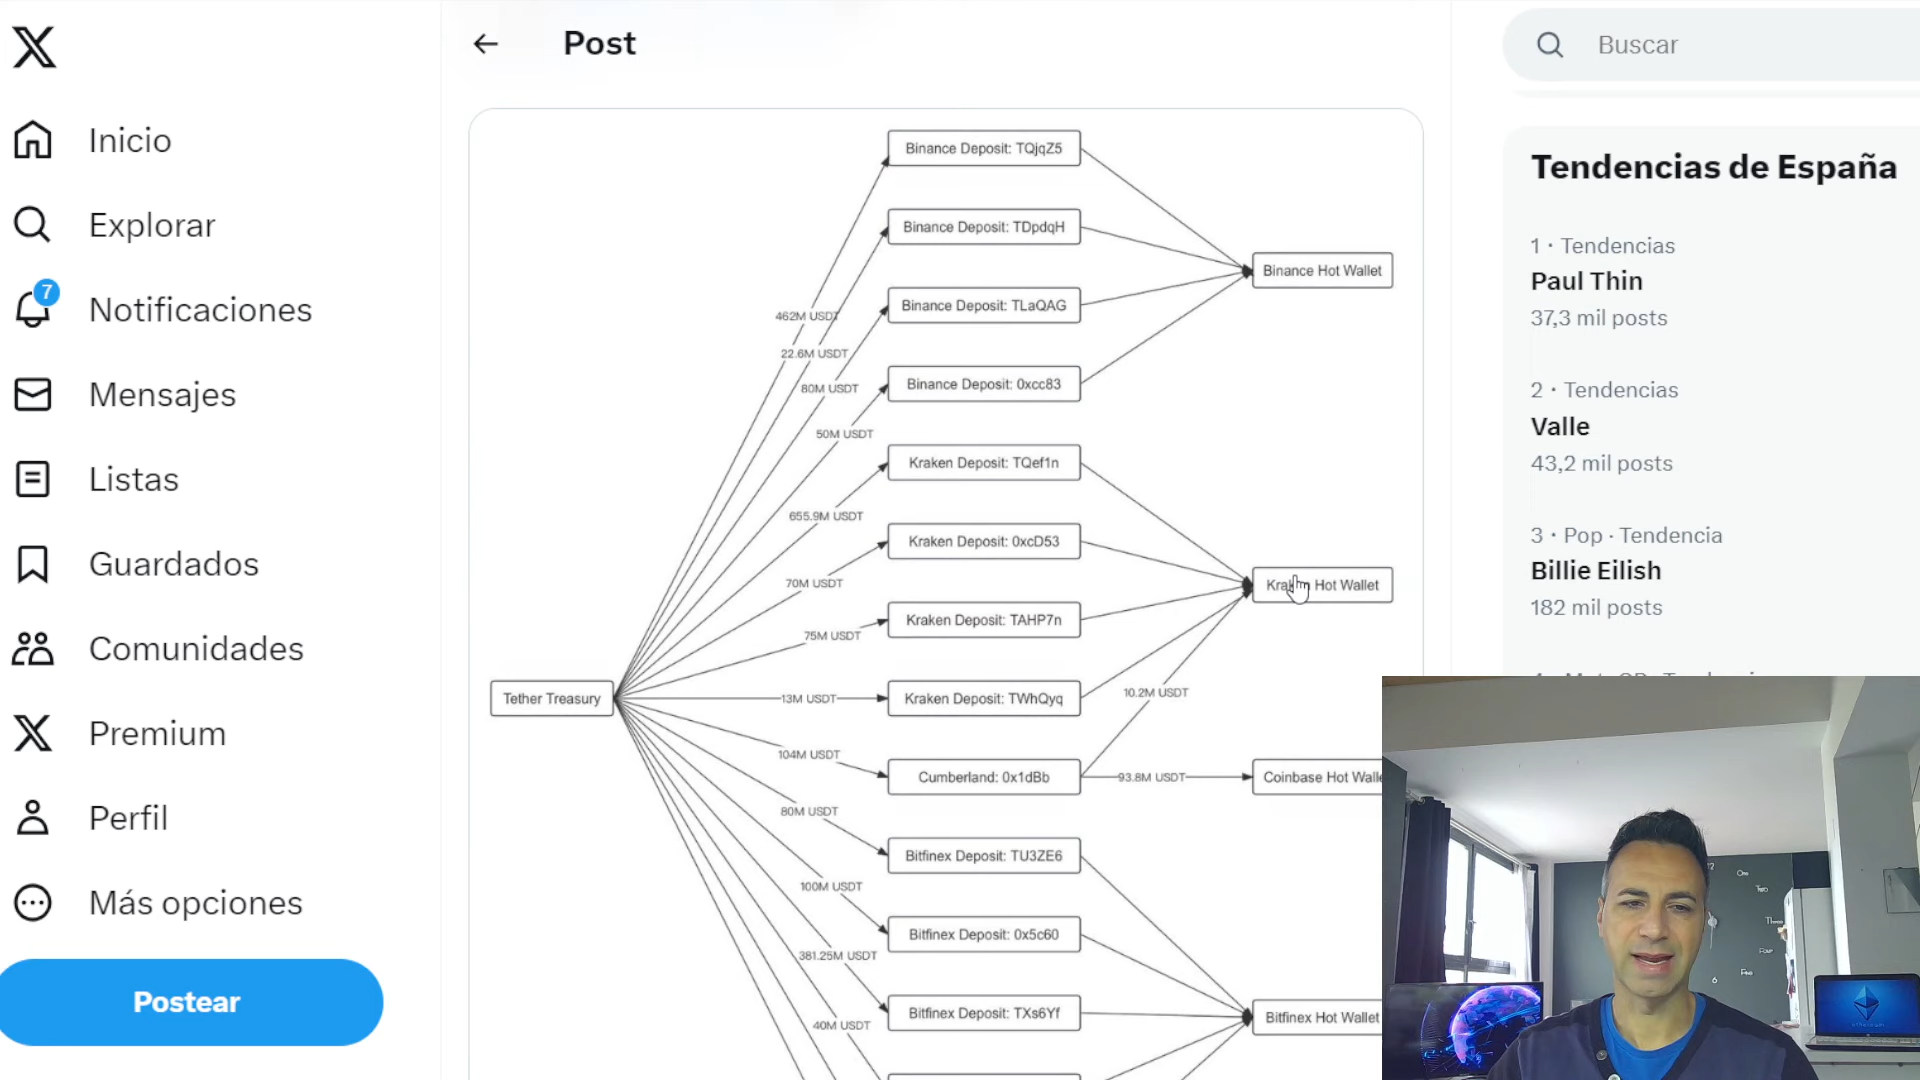 Post
Buscar
Inicio
Explorar
7
Notificaciones
Mensajes
Listas
Guardados
Comunidades
Premium
Perfil
Más opciones
Postear
Binance Deposit: TQjqZ5
Binance Deposit: TDpdqH
Binance Hot Wallet
Binance Deposit: TLaQAG
462M USDT
22.6M USDT
80M USDT
Binance Deposit: 0xcc83
50M USDT
Kraken Deposit: TQef1n
655.9M USDT
Kraken Deposit: 0xcD53
70M USDT
Kraken Hot Wallet
Kraken Deposit: TAHP7n
75M USDT
Tether Treasury
13M USDT
Kraken Deposit: TWhQyq
10.2M USDT
104M USDT
Cumberland: 0x1dBb
93.8M USDT
Coinbase Hot Walle
80M USDT
Bitfinex Deposit: TU3ZE6
100M USDT
Bitfinex Deposit: 0x5c60
381.25M USDT
Bitfinex Deposit: TXs6Yf
Bitfinex Hot Wallet
40M USDT
Tendencias de España
1 · Tendencias
Paul Thin
37,3 mil posts
2 · Tendencias
Valle
43,2 mil posts
3 · Pop · Tendencia
Billie Eilish
182 mil posts